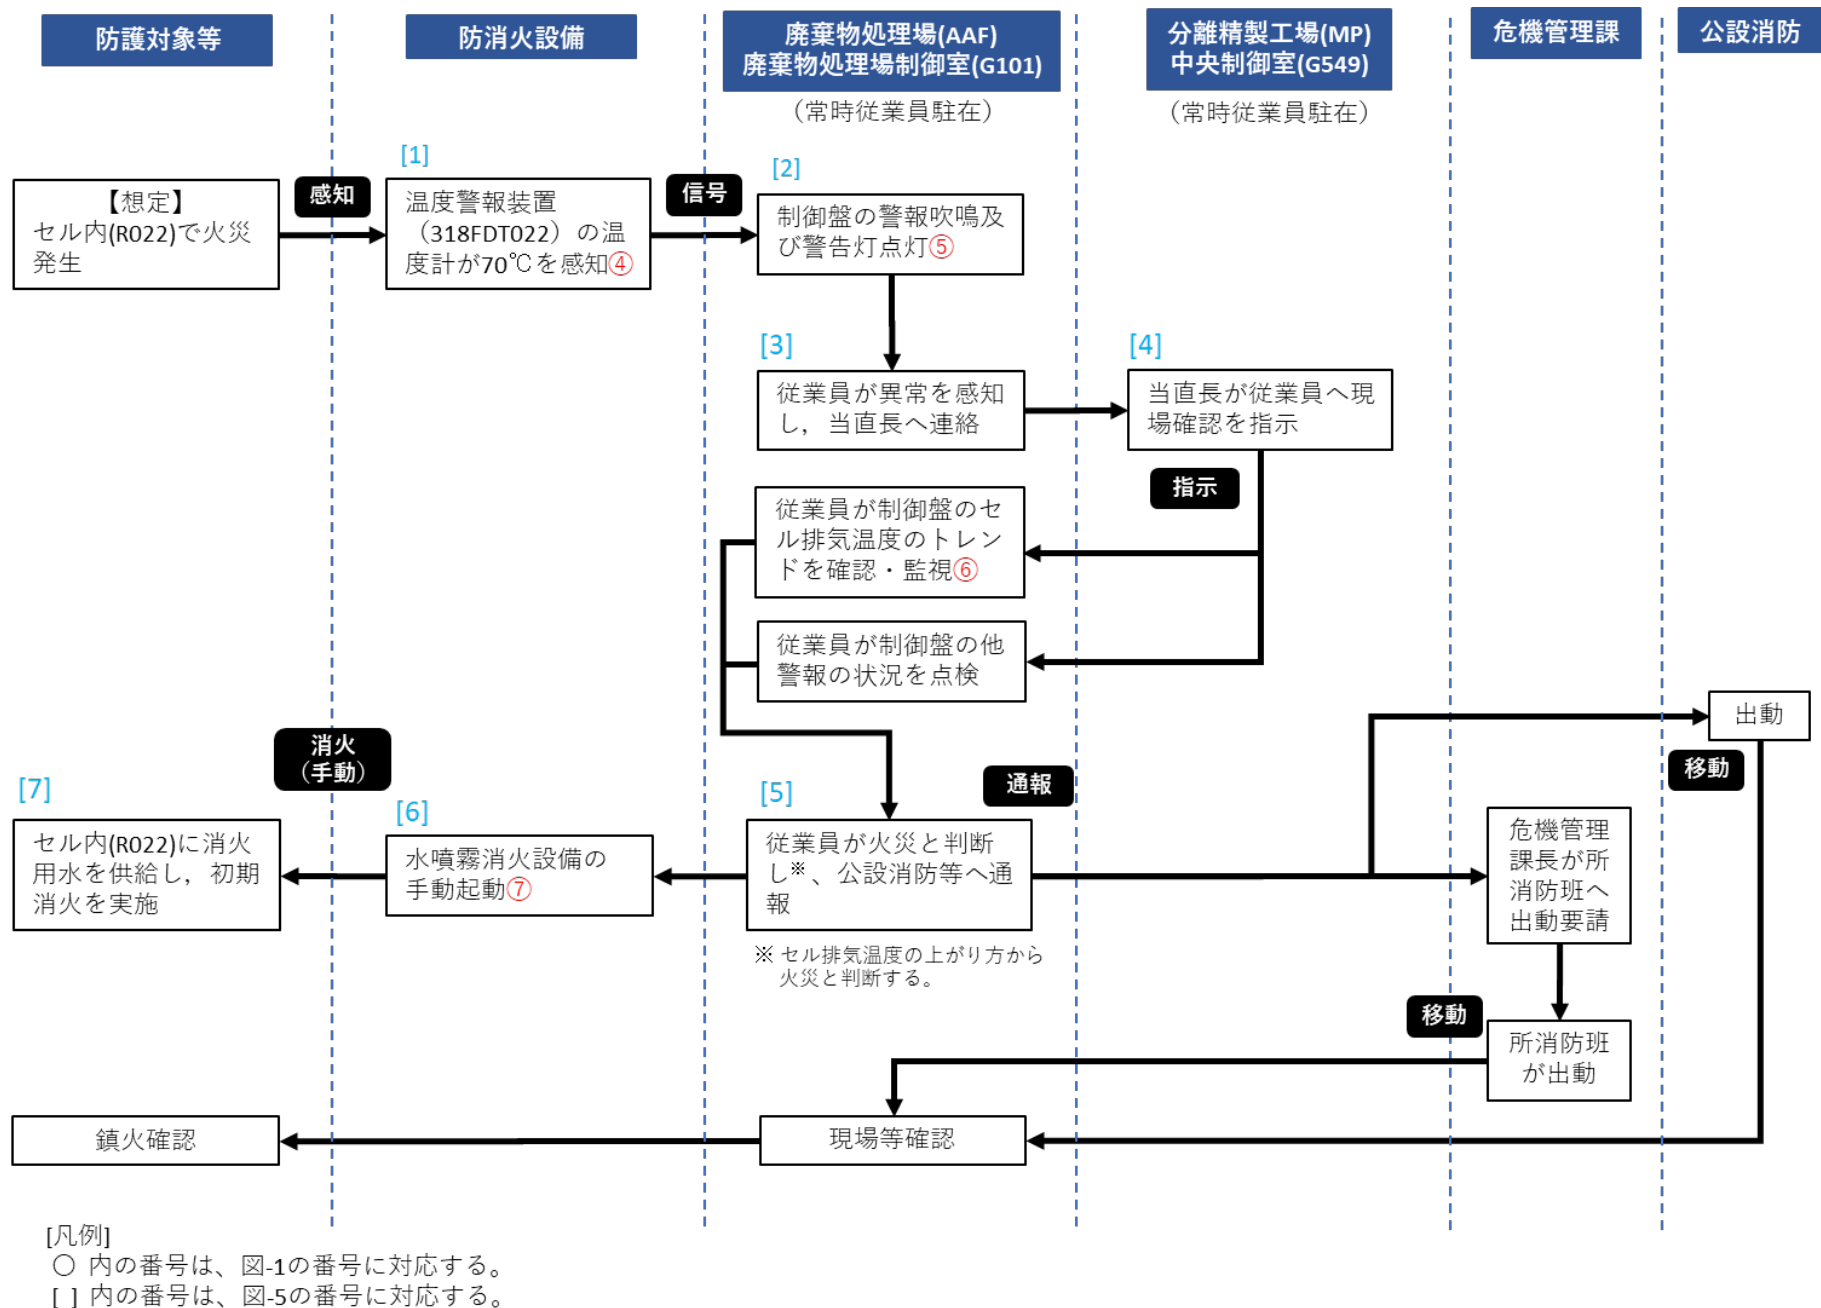 防護対象等
防消火設備
廃棄物処理場(AAF)
廃棄物処理場制御室(G101)
（常時従業員駐在）
分離精製工場(MP)
中央制御室(G549)
（常時従業員駐在）
危機管理課
公設消防
【想定】
セル内(R022)で火災
発生
感知
[1]
温度警報装置
（318FDT022）の温
度計が70℃を感知④
信号
[2]
制御盤の警報吹鳴及
び警告灯点灯⑤
[3]
従業員が異常を感知
し，当直長へ連絡
[4]
当直長が従業員へ現
場確認を指示
指示
従業員が制御盤のセ
ル排気温度のトレン
ドを確認・監視⑥
従業員が制御盤の他
警報の状況を点検
出動
移動
消火
（手動）
通報
[7]
セル内(R022)に消火
用水を供給し，初期
消火を実施
[6]
水噴霧消火設備の
手動起動⑦
[5]
従業員が火災と判断
し※、公設消防等へ通
報
※ セル排気温度の上がり方から
火災と判断する。
危機管理
課長が所
消防班へ
出動要請
移動
所消防班
が出動
鎮火確認
現場等確認
[凡例]
○ 内の番号は、図-1の番号に対応する。
[ ] 内の番号は、図-5の番号に対応する。